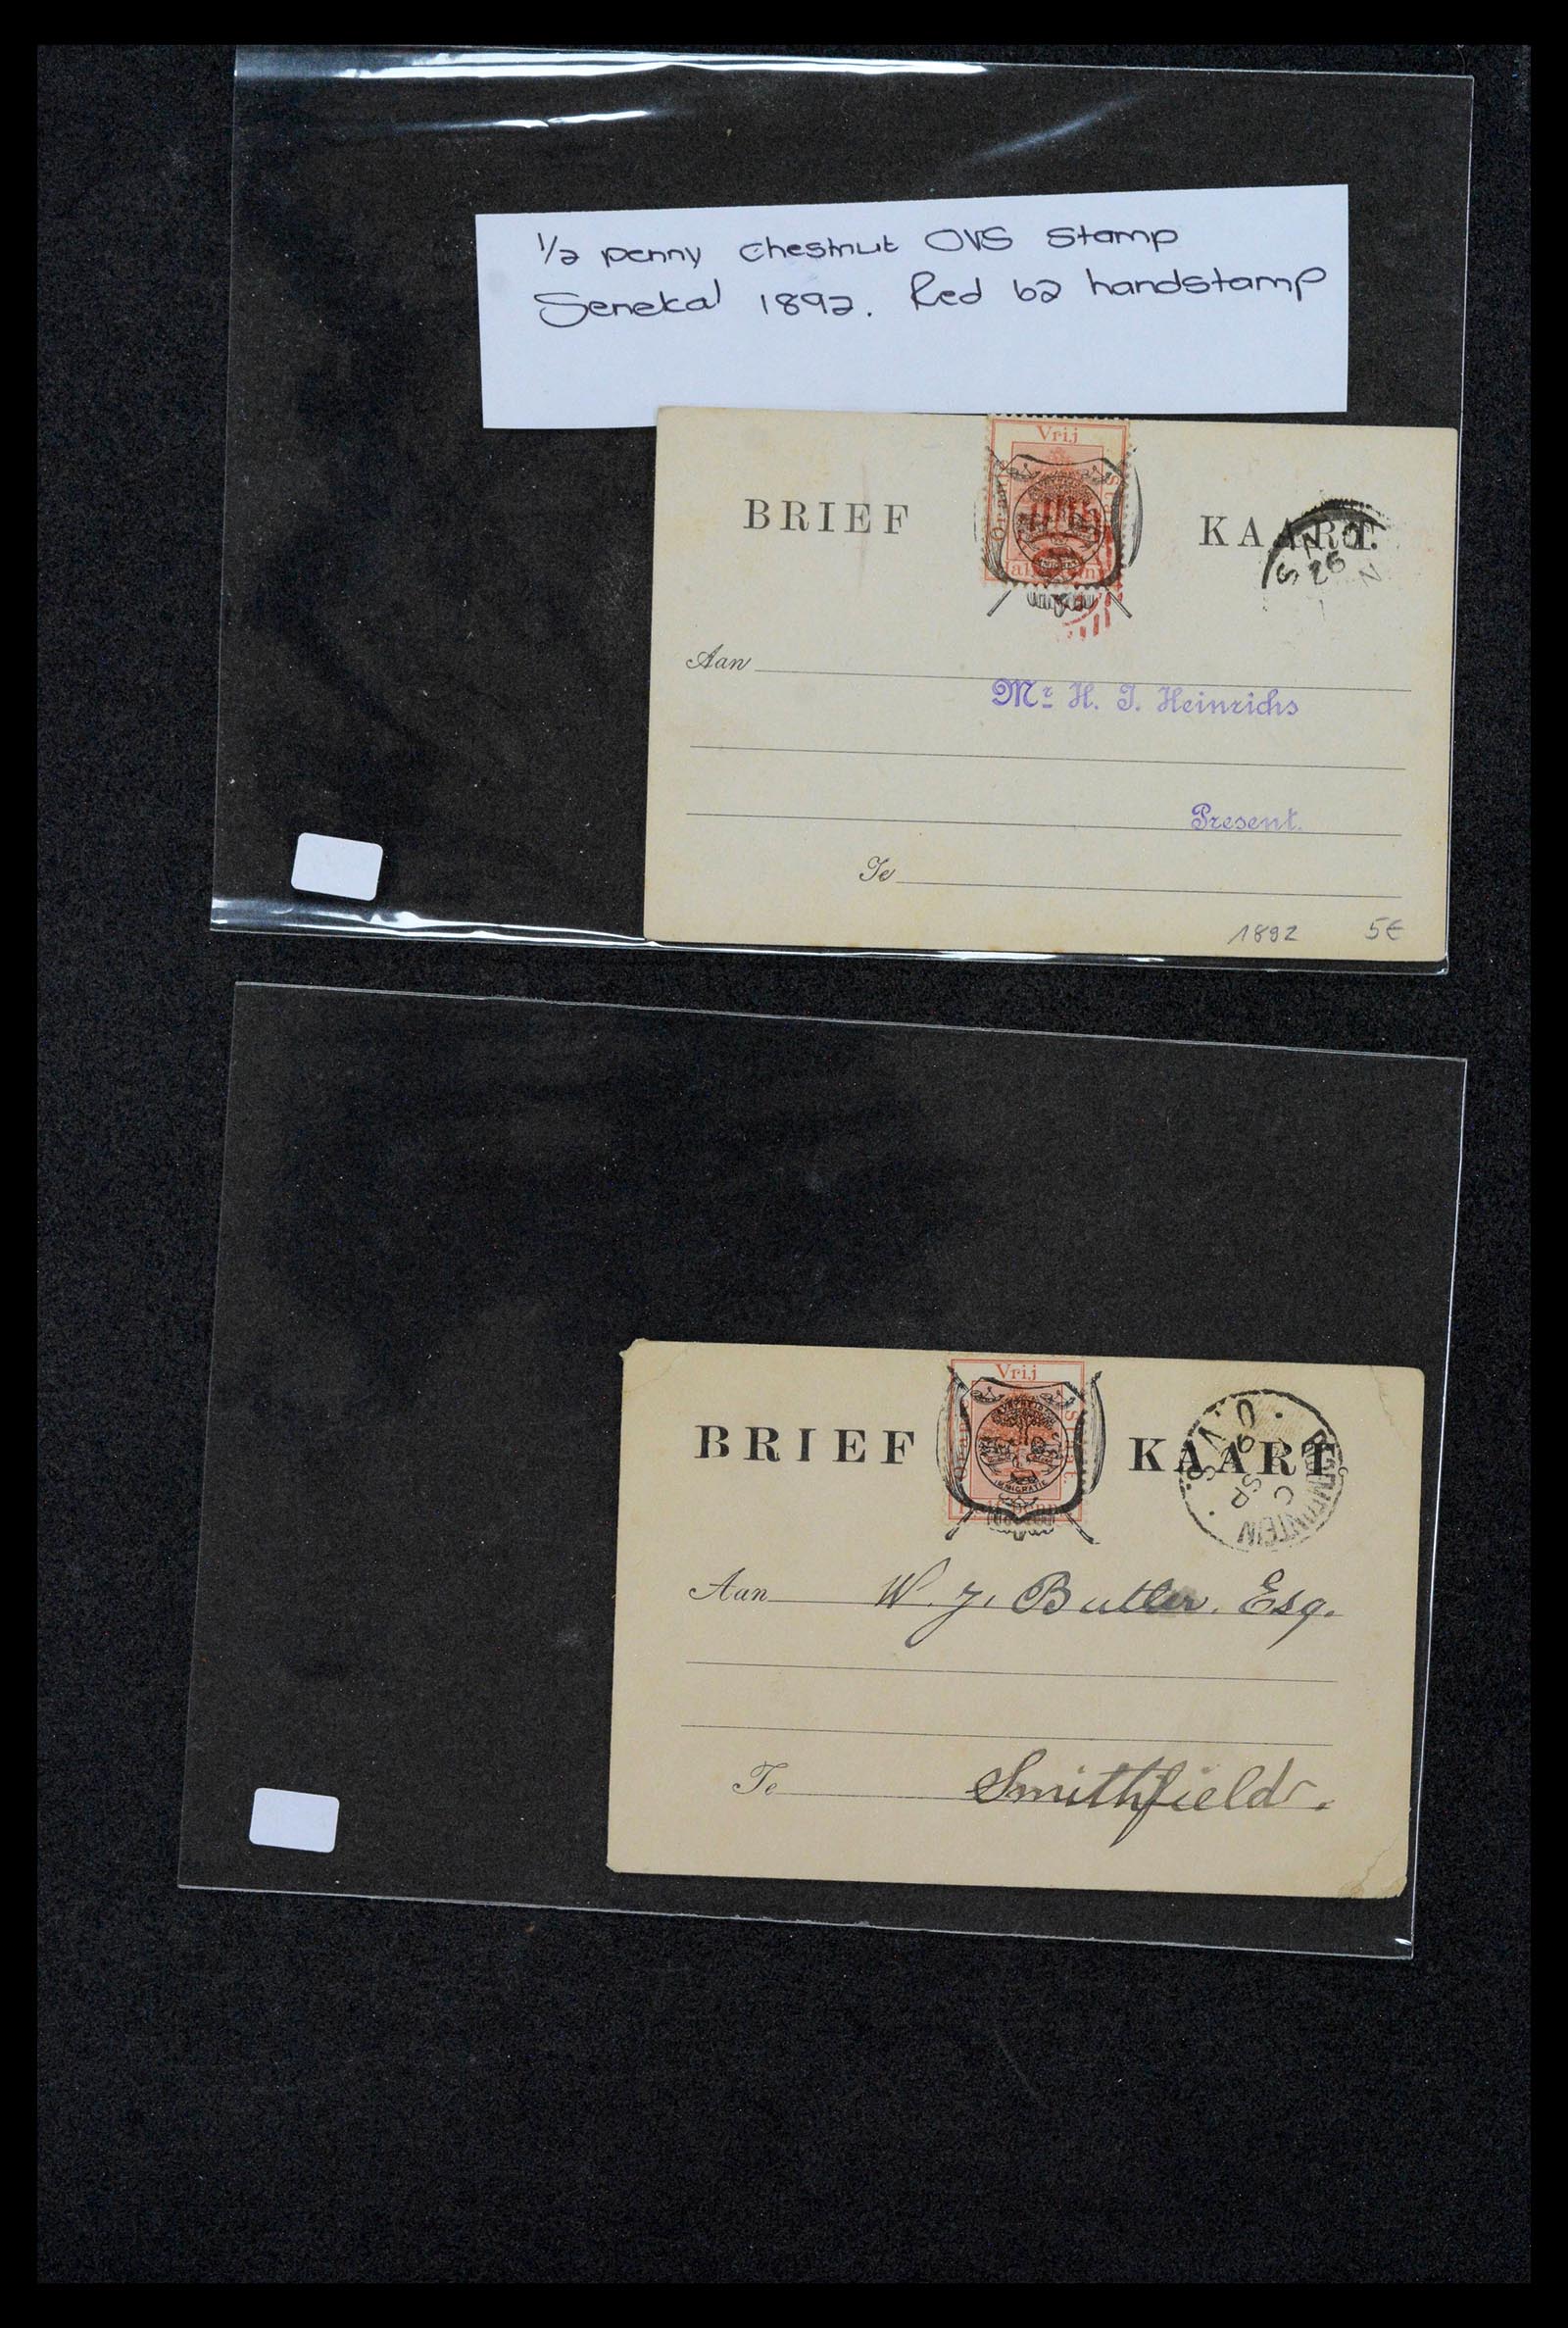 1/2 penny chestnut OVS stamp
Senekal 1892. Red 62 handstamp
Vrij
BRIEF KAART.
Aan
Mr H. J. Heinrichs
Present.
Te
1892 5€
Vrij
BRIEF KAART
O.V.S.
IMMIGRATIE
Aan W. J. Butler. Esq.
Te Smithfield.